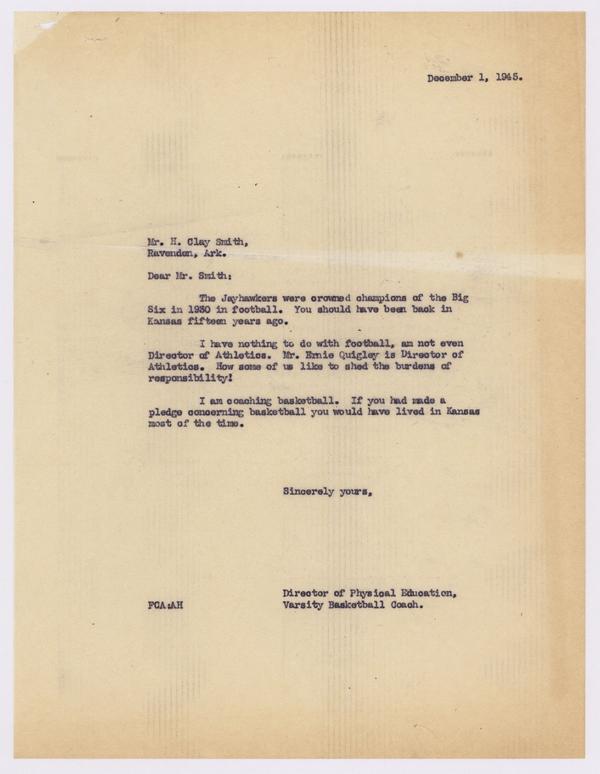 December 1, 1945.
Mr. H. Clay Smith,
Ravenden, Ark.
Dear Mr. Smith:
The Jayhawkers were crowned champions of the Big
Six in 1930 in football. You should have been back in
Kansas fifteen years ago.
I have nothing to do with football, am not even
Director of Athletics. Mr. Ernie Quigley is Director of
Athletics. How some of us like to shed the burdens of
responsibility!
I am coaching basketball. If you had made a
pledge concerning basketball you would have lived in Kansas
most of the time.
Sincerely yours,
Director of Physical Education,
FCA:AH Varsity Basketball Coach.